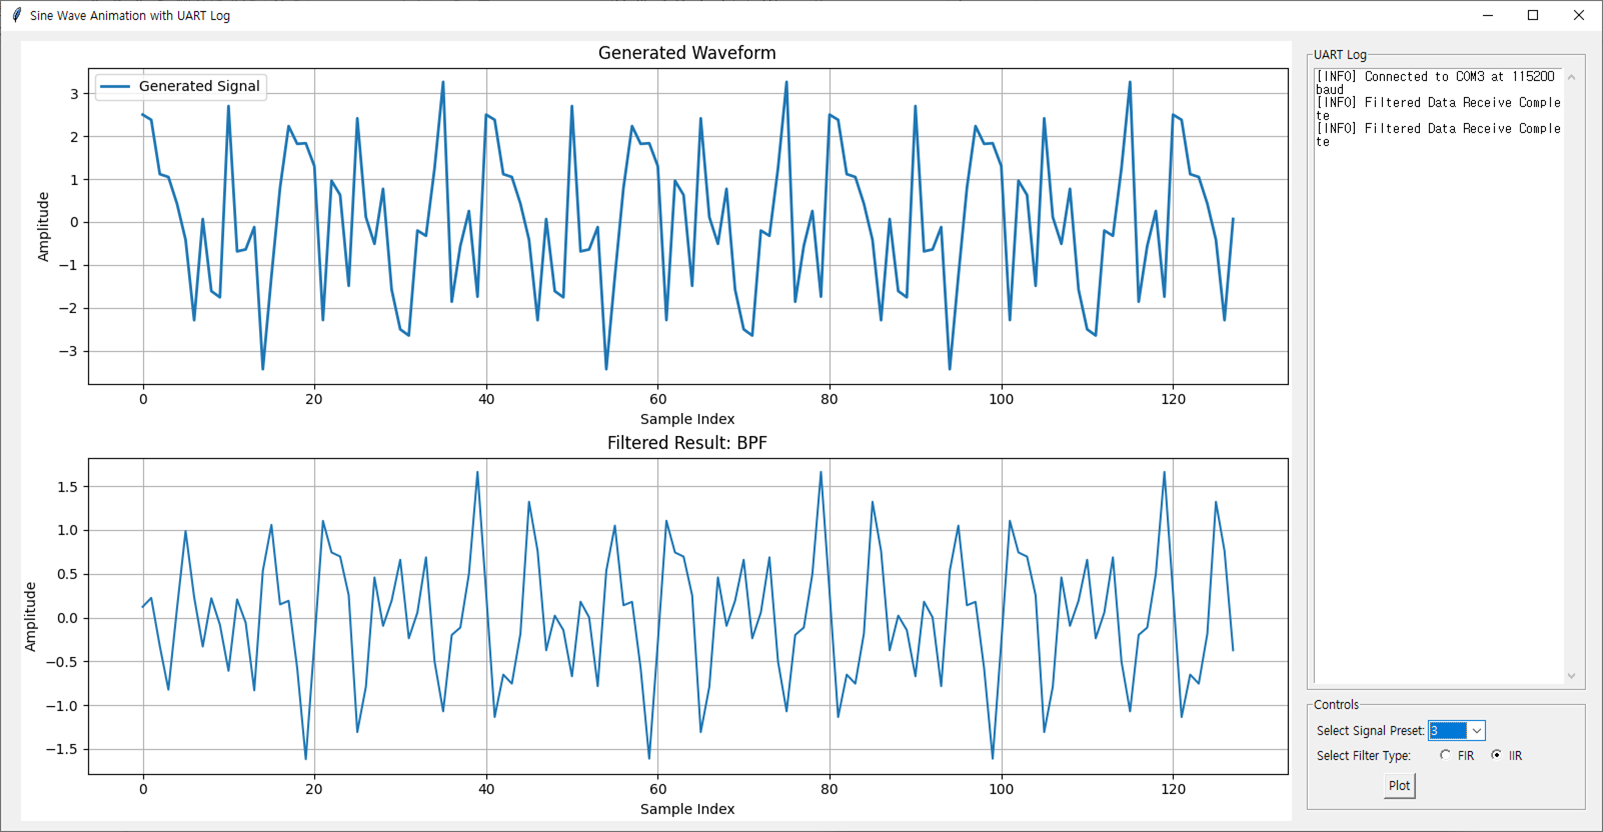 Sine Wave Animation with UART Log
Generated Waveform
Generated Signal
Amplitude
3
2
1
0
−1
−2
−3
0 20 40 60 80 100 120
Sample Index
Filtered Result: BPF
Amplitude
1.5
1.0
0.5
0.0
−0.5
−1.0
−1.5
0 20 40 60 80 100 120
Sample Index
UART Log
[INFO] Connected to COM3 at 115200
baud
[INFO] Filtered Data Receive Comple
te
[INFO] Filtered Data Receive Comple
te
Controls
Select Signal Preset: 3
Select Filter Type: FIR IIR
Plot